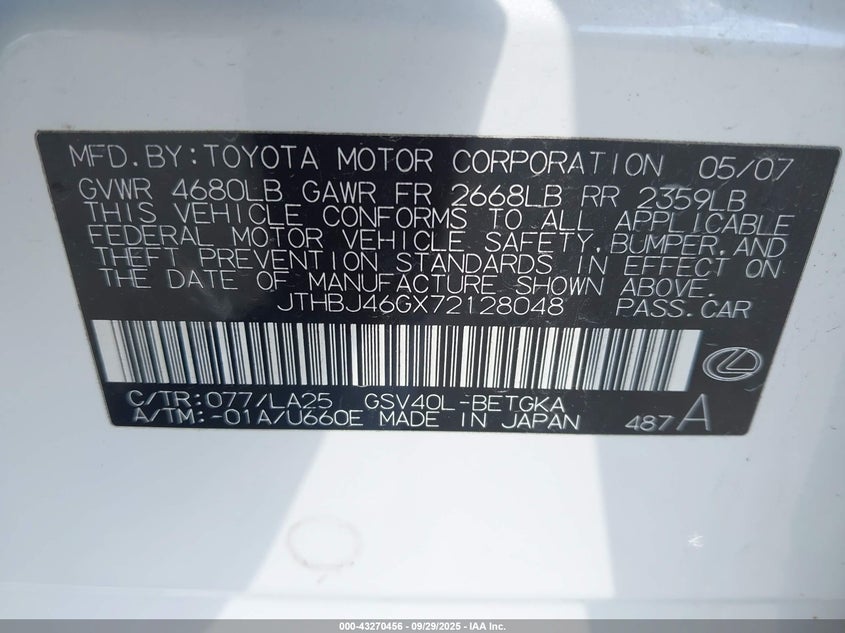 MFD.BY:TOYOTA MOTOR CORPORATION 05/07
GVWR 4680LB GAWR FR 2668LB RR 2359LB
THIS VEHICLE CONFORMS TO ALL APPLICABLE
FEDERAL MOTOR VEHICLE SAFETY,BUMPER,AND
THEFT PREVENTION STANDARDS IN EFFECT ON
THE DATE OF MANUFACTURE SHOWN ABOVE.
JTHBJ46GX72128048 PASS.CAR
C/TR:077/LA25 GSV40L-BETGKA
A/TM:-01A/U660E MADE IN JAPAN 487A
000-43270456 - 09/29/2025 - IAA Inc.